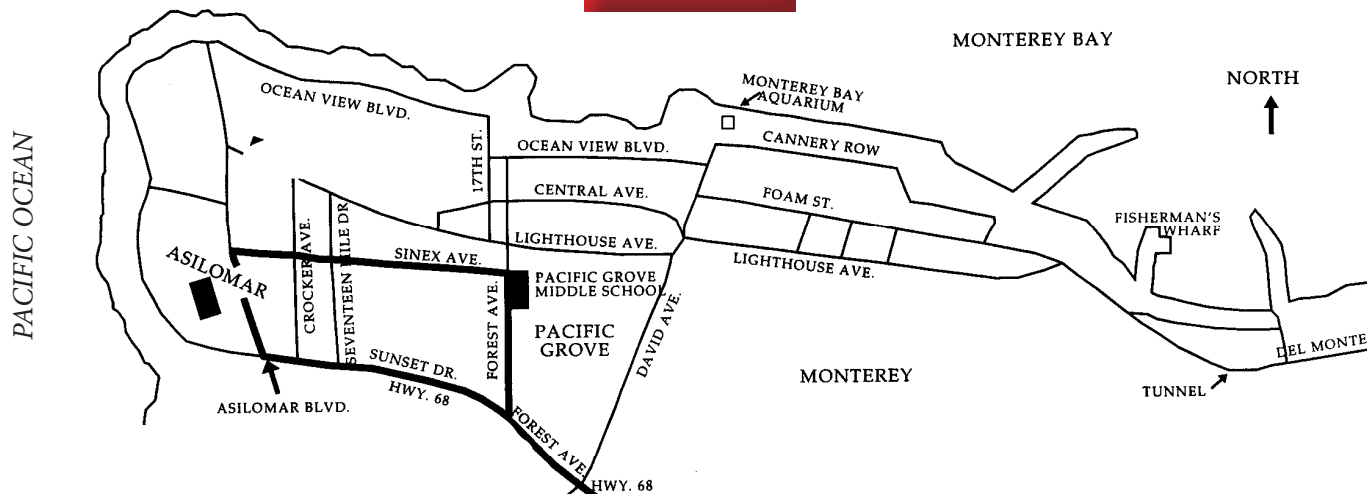 MONTEREY BAY
NORTH
MONTEREY BAY
AQUARIUM
OCEAN VIEW BLVD.
CANNERY ROW
PACIFIC OCEAN
17TH ST.
OCEAN VIEW BLVD.
CENTRAL AVE.
FOAM ST.
FISHERMAN'S
WHARF
LIGHTHOUSE AVE.
LIGHTHOUSE AVE.
SINEX AVE.
ASILOMAR
CROCKER AVE.
SEVENTEEN MILE DR.
PACIFIC GROVE
MIDDLE SCHOOL
FOREST AVE.
PACIFIC
GROVE
DAVID AVE.
DEL MONTE
SUNSET DR.
HWY. 68
MONTEREY
TUNNEL
ASILOMAR BLVD.
FOREST AVE.
HWY. 68